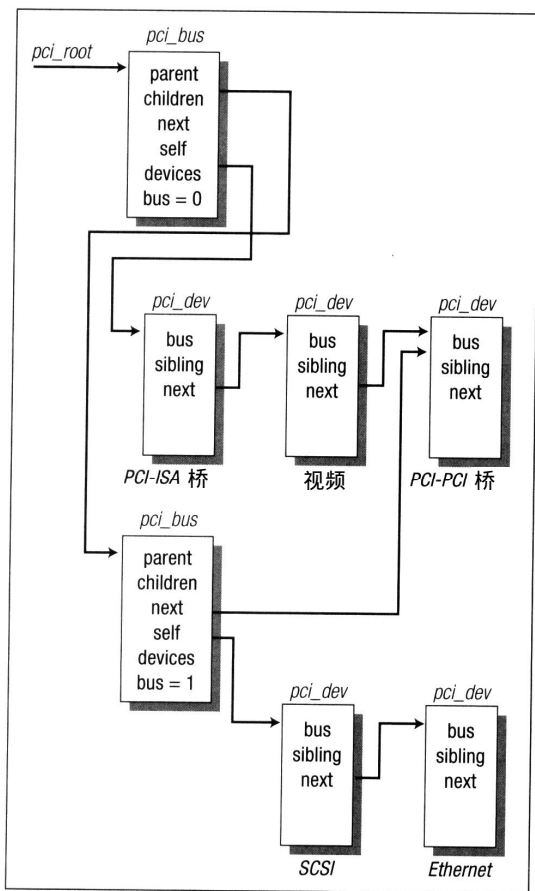 pci_bus
pci_root
parent
children
next
self
devices
bus = 0
pci_dev
bus
sibling
next
PCI-ISA 桥
pci_dev
bus
sibling
next
视频
pci_dev
bus
sibling
next
PCI-PCI 桥
pci_bus
parent
children
next
self
devices
bus = 1
pci_dev
bus
sibling
next
SCSI
pci_dev
bus
sibling
next
Ethernet